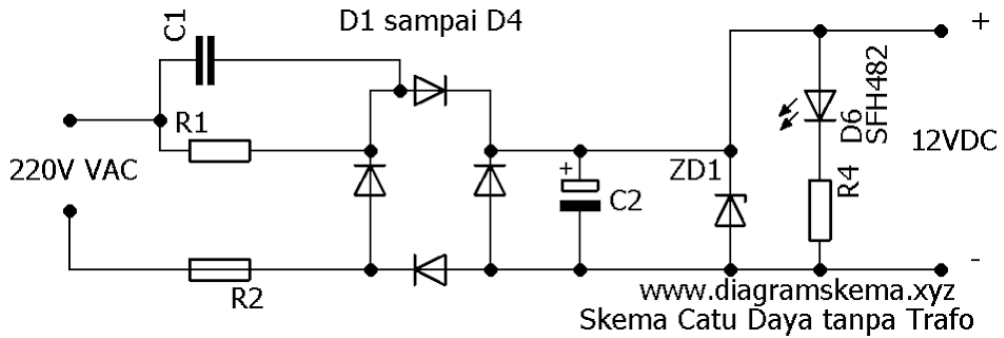 C1
D1 sampai D4
+
R1
220V VAC
R2
+
C2
ZD1
D6
SFH482
R4
12VDC
-
www.diagramskema.xyz
Skema Catu Daya tanpa Trafo